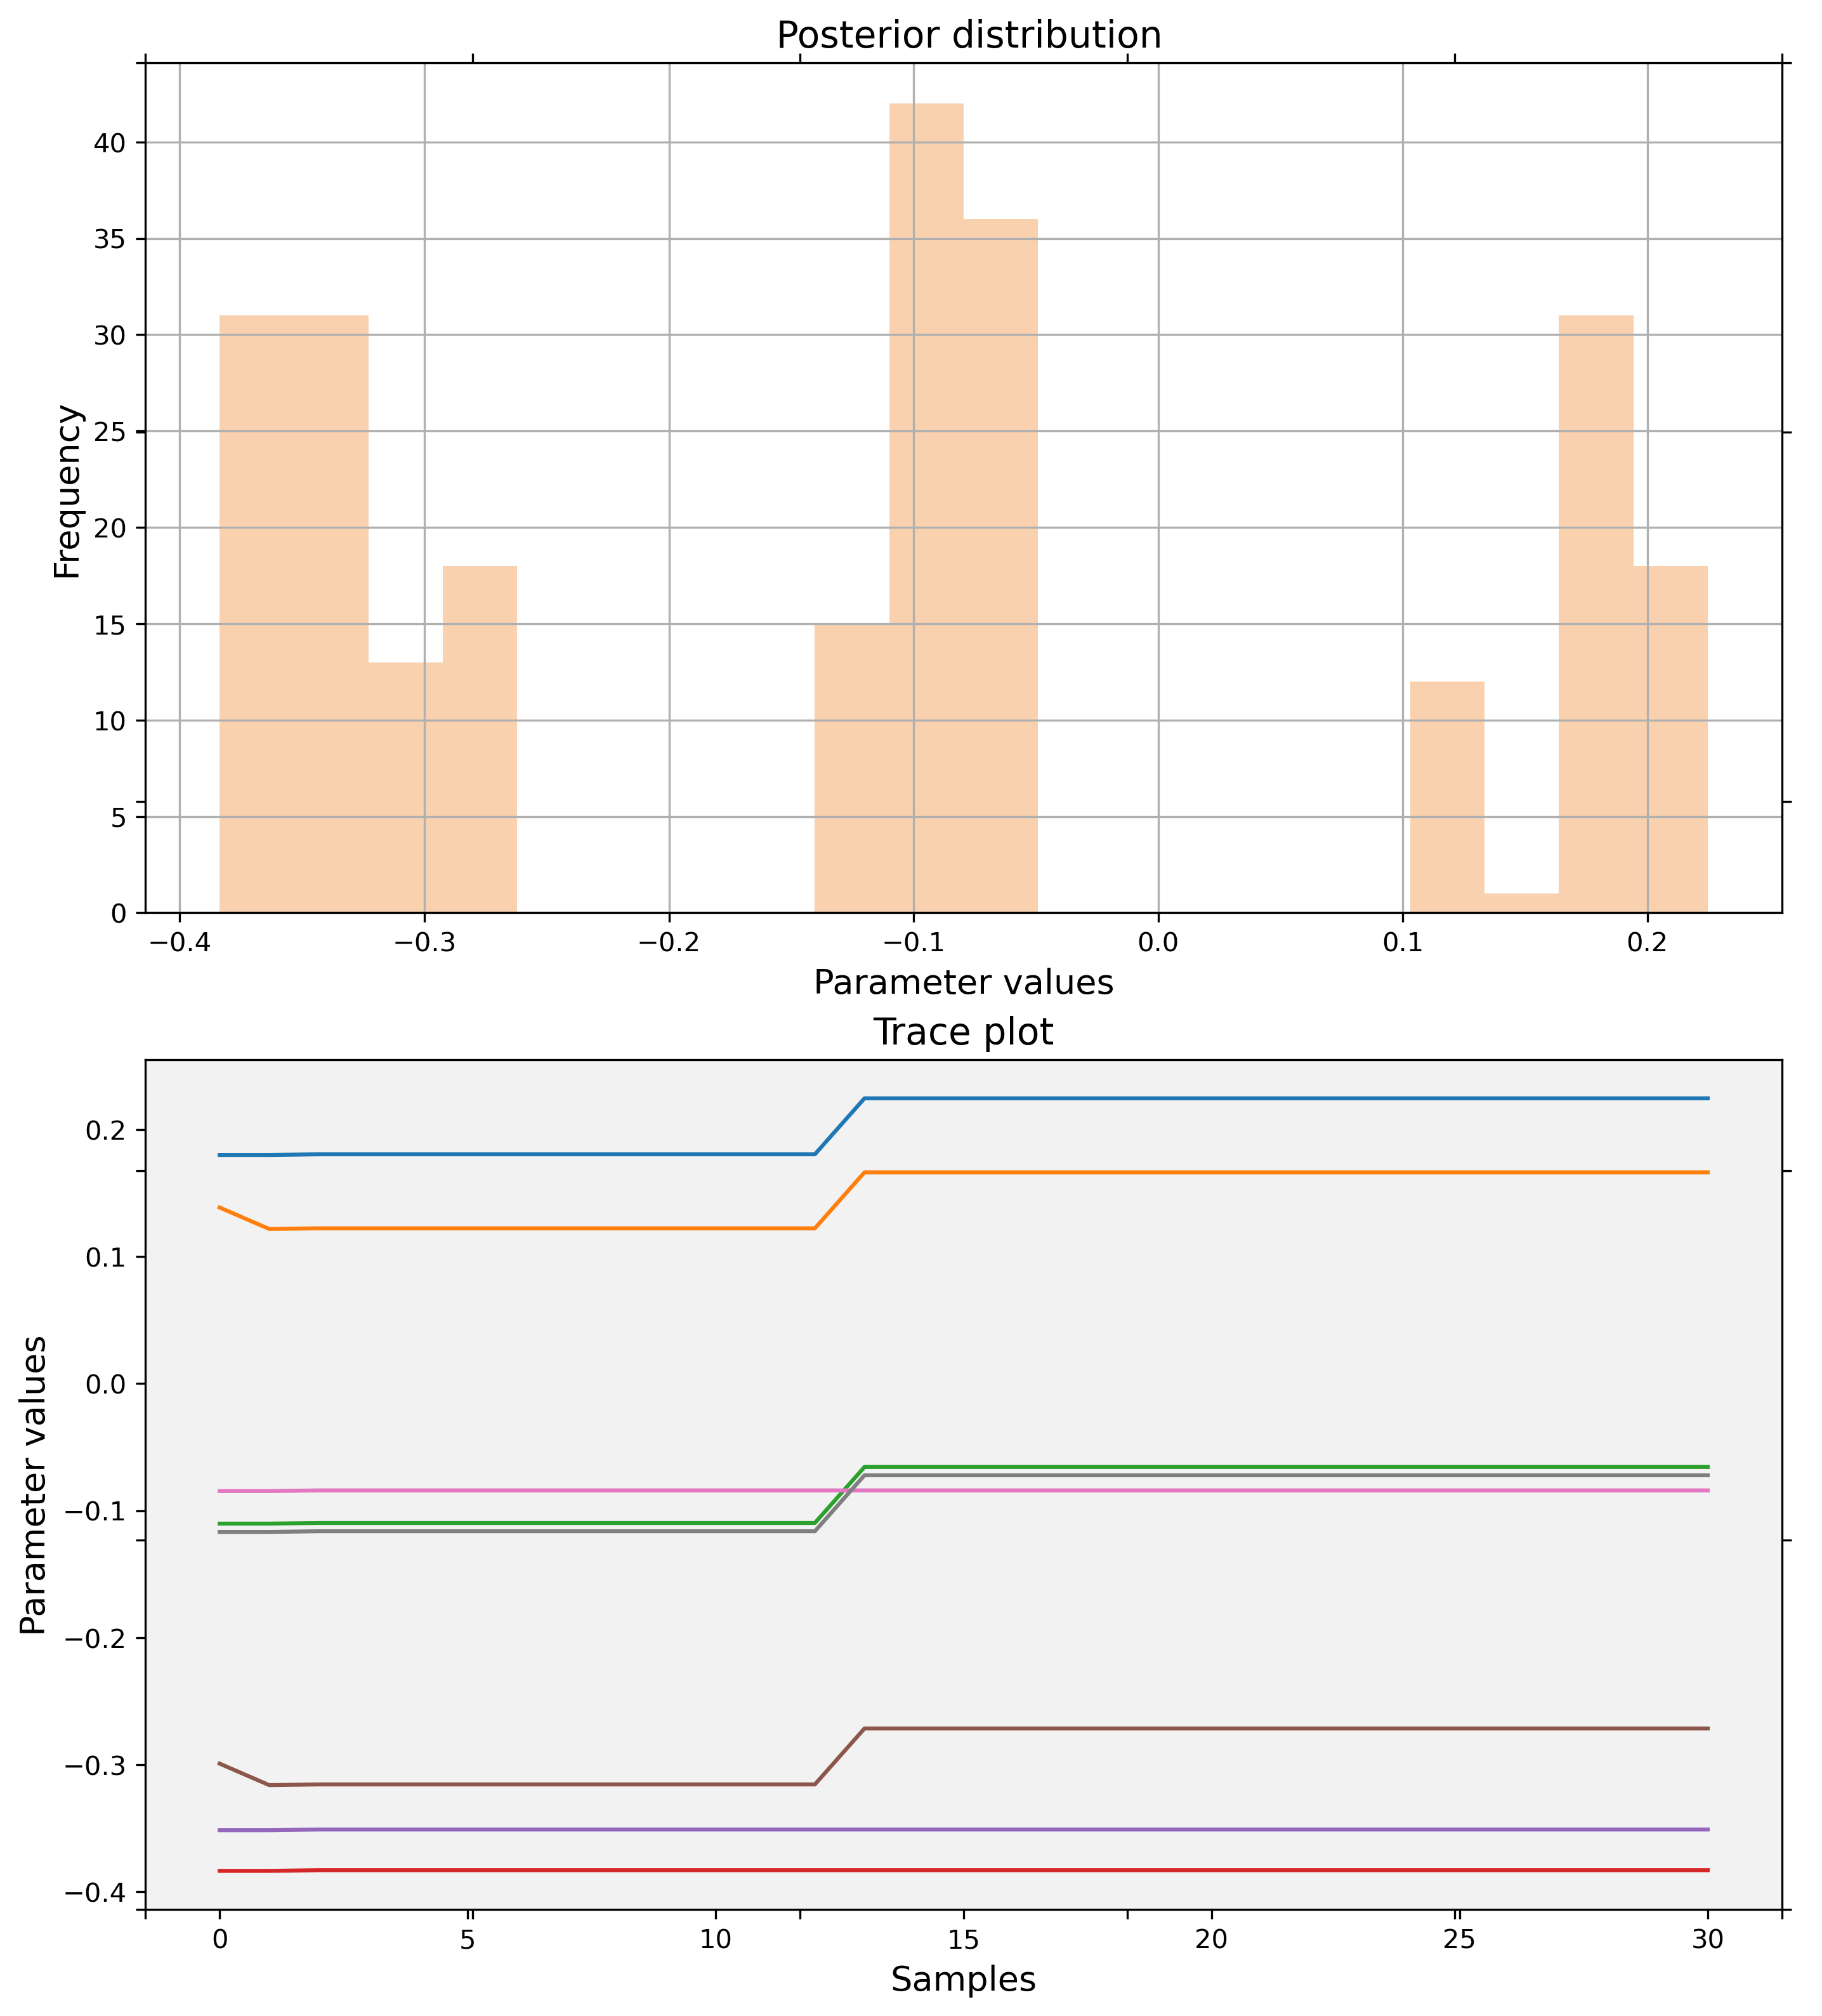 Posterior distribution
40
35
30
25
20
15
10
5
0
Frequency
−0.4 −0.3 −0.2 −0.1 0.0 0.1 0.2
Parameter values
Trace plot
0.2
0.1
0.0
−0.1
−0.2
−0.3
−0.4
Parameter values
0 5 10 15 20 25 30
Samples